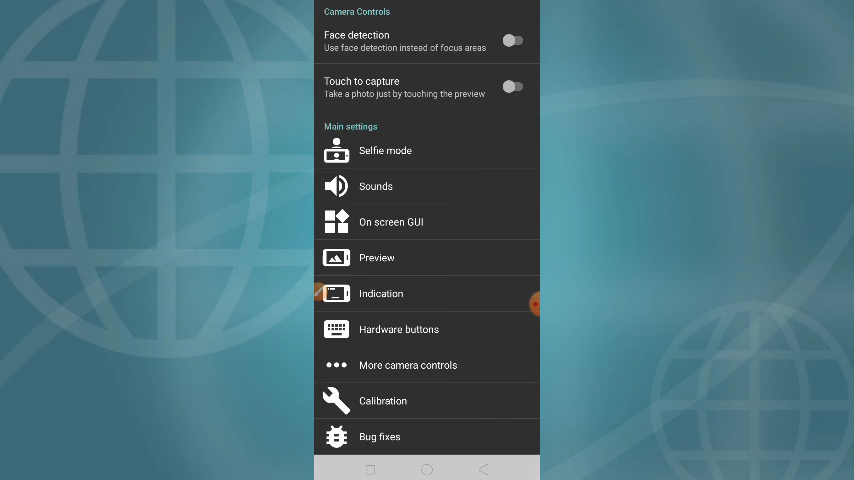 Camera Controls
Face detection
Use face detection instead of focus areas
Touch to capture
Take a photo just by touching the preview
Main settings
Selfie mode
Sounds
On screen GUI
Preview
Indication
Hardware buttons
More camera controls
Calibration
Bug fixes